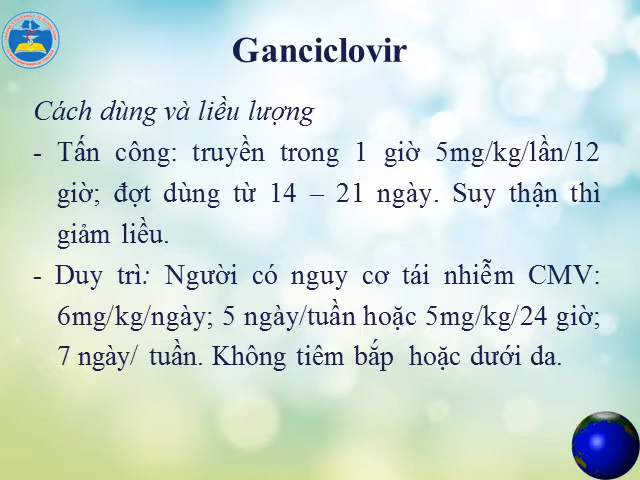 Ganciclovir
Cách dùng và liều lượng
- Tấn công: truyền trong 1 giờ 5mg/kg/lần/12
giờ; đợt dùng từ 14 – 21 ngày. Suy thận thì
giảm liều.
- Duy trì: Người có nguy cơ tái nhiễm CMV:
6mg/kg/ngày; 5 ngày/tuần hoặc 5mg/kg/24 giờ;
7 ngày/ tuần. Không tiêm bắp hoặc dưới da.